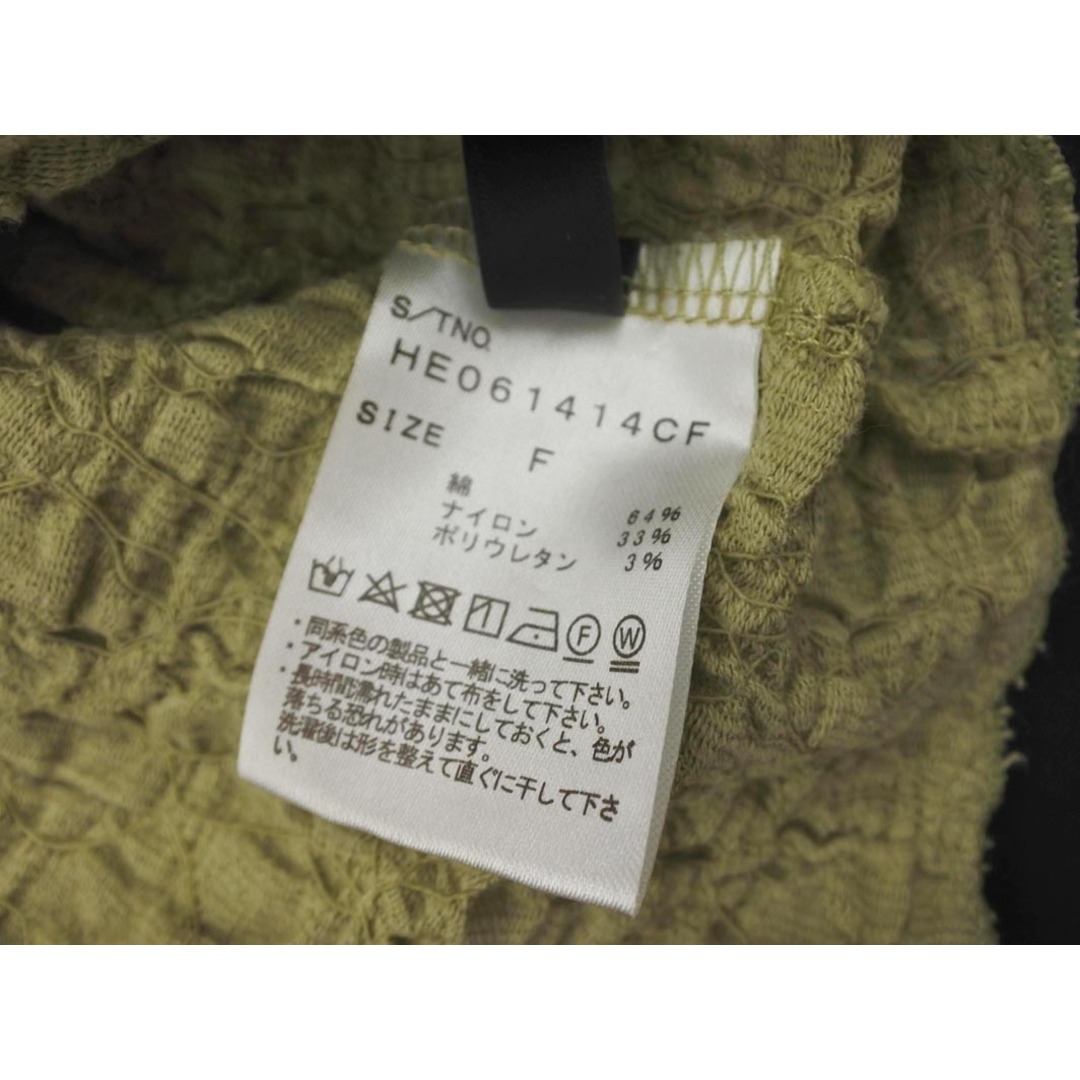 S/TNO.
HE061414CF
SIZE
F
綿 64%
ナイロン 33%
ポリウレタン 3%
F W
・同系色の製品と一緒に洗って下さい。
・アイロン時はあて布をして下さい。
・長時間濡れたままにしておくと、色が
落ちる恐れがあります。
洗濯後は形を整えて直ぐに干して下さ
い。